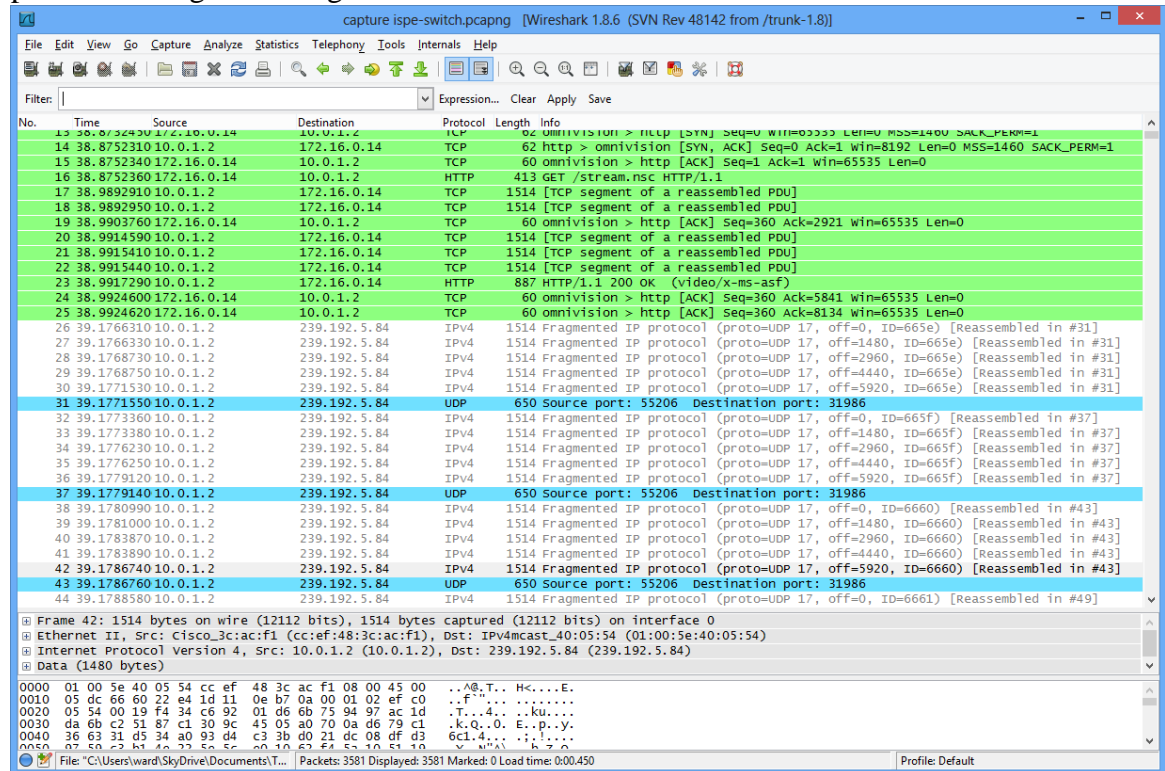 capture ispe-switch.pcapng [Wireshark 1.8.6 (SVN Rev 48142 from /trunk-1.8)]
File Edit View Go Capture Analyze Statistics Telephony Tools Internals Help
Filter: Expression... Clear Apply Save
No. Time Source Destination Protocol Length Info
13 38.8732450 172.16.0.14 10.0.1.2 TCP 62 omnivision > http [SYN] Seq=0 Win=65535 Len=0 MSS=1460 SACK_PERM=1
14 38.8752310 10.0.1.2 172.16.0.14 TCP 62 http > omnivision [SYN, ACK] Seq=0 Ack=1 Win=8192 Len=0 MSS=1460 SACK_PERM=1
15 38.8752340 172.16.0.14 10.0.1.2 TCP 60 omnivision > http [ACK] Seq=1 Ack=1 Win=65535 Len=0
16 38.8752360 172.16.0.14 10.0.1.2 HTTP 413 GET /stream.nsc HTTP/1.1
17 38.9892910 10.0.1.2 172.16.0.14 TCP 1514 [TCP segment of a reassembled PDU]
18 38.9892950 10.0.1.2 172.16.0.14 TCP 1514 [TCP segment of a reassembled PDU]
19 38.9903760 172.16.0.14 10.0.1.2 TCP 60 omnivision > http [ACK] Seq=360 Ack=2921 Win=65535 Len=0
20 38.9914590 10.0.1.2 172.16.0.14 TCP 1514 [TCP segment of a reassembled PDU]
21 38.9915410 10.0.1.2 172.16.0.14 TCP 1514 [TCP segment of a reassembled PDU]
22 38.9915440 10.0.1.2 172.16.0.14 TCP 1514 [TCP segment of a reassembled PDU]
23 38.9917290 10.0.1.2 172.16.0.14 HTTP 887 HTTP/1.1 200 OK (video/x-ms-asf)
24 38.9924600 172.16.0.14 10.0.1.2 TCP 60 omnivision > http [ACK] Seq=360 Ack=5841 Win=65535 Len=0
25 38.9924620 172.16.0.14 10.0.1.2 TCP 60 omnivision > http [ACK] Seq=360 Ack=8134 Win=65535 Len=0
26 39.1766310 10.0.1.2 239.192.5.84 IPv4 1514 Fragmented IP protocol (proto=UDP 17, off=0, ID=665e) [Reassembled in #31]
27 39.1766330 10.0.1.2 239.192.5.84 IPv4 1514 Fragmented IP protocol (proto=UDP 17, off=1480, ID=665e) [Reassembled in #31]
28 39.1768730 10.0.1.2 239.192.5.84 IPv4 1514 Fragmented IP protocol (proto=UDP 17, off=2960, ID=665e) [Reassembled in #31]
29 39.1768750 10.0.1.2 239.192.5.84 IPv4 1514 Fragmented IP protocol (proto=UDP 17, off=4440, ID=665e) [Reassembled in #31]
30 39.1771530 10.0.1.2 239.192.5.84 IPv4 1514 Fragmented IP protocol (proto=UDP 17, off=5920, ID=665e) [Reassembled in #31]
31 39.1771550 10.0.1.2 239.192.5.84 UDP 650 Source port: 55206 Destination port: 31986
32 39.1773360 10.0.1.2 239.192.5.84 IPv4 1514 Fragmented IP protocol (proto=UDP 17, off=0, ID=665f) [Reassembled in #37]
33 39.1773380 10.0.1.2 239.192.5.84 IPv4 1514 Fragmented IP protocol (proto=UDP 17, off=1480, ID=665f) [Reassembled in #37]
34 39.1776230 10.0.1.2 239.192.5.84 IPv4 1514 Fragmented IP protocol (proto=UDP 17, off=2960, ID=665f) [Reassembled in #37]
35 39.1776250 10.0.1.2 239.192.5.84 IPv4 1514 Fragmented IP protocol (proto=UDP 17, off=4440, ID=665f) [Reassembled in #37]
36 39.1779120 10.0.1.2 239.192.5.84 IPv4 1514 Fragmented IP protocol (proto=UDP 17, off=5920, ID=665f) [Reassembled in #37]
37 39.1779140 10.0.1.2 239.192.5.84 UDP 650 Source port: 55206 Destination port: 31986
38 39.1780990 10.0.1.2 239.192.5.84 IPv4 1514 Fragmented IP protocol (proto=UDP 17, off=0, ID=6660) [Reassembled in #43]
39 39.1781000 10.0.1.2 239.192.5.84 IPv4 1514 Fragmented IP protocol (proto=UDP 17, off=1480, ID=6660) [Reassembled in #43]
40 39.1783870 10.0.1.2 239.192.5.84 IPv4 1514 Fragmented IP protocol (proto=UDP 17, off=2960, ID=6660) [Reassembled in #43]
41 39.1783890 10.0.1.2 239.192.5.84 IPv4 1514 Fragmented IP protocol (proto=UDP 17, off=4440, ID=6660) [Reassembled in #43]
42 39.1786740 10.0.1.2 239.192.5.84 IPv4 1514 Fragmented IP protocol (proto=UDP 17, off=5920, ID=6660) [Reassembled in #43]
43 39.1786760 10.0.1.2 239.192.5.84 UDP 650 Source port: 55206 Destination port: 31986
44 39.1788580 10.0.1.2 239.192.5.84 IPv4 1514 Fragmented IP protocol (proto=UDP 17, off=0, ID=6661) [Reassembled in #49]
Frame 42: 1514 bytes on wire (12112 bits), 1514 bytes captured (12112 bits) on interface 0
Ethernet II, Src: Cisco_3c:ac:f1 (cc:ef:48:3c:ac:f1), Dst: IPv4mcast_40:05:54 (01:00:5e:40:05:54)
Internet Protocol Version 4, Src: 10.0.1.2 (10.0.1.2), Dst: 239.192.5.84 (239.192.5.84)
Data (1480 bytes)
0000 01 00 5e 40 05 54 cc ef 48 3c ac f1 08 00 45 00 ..^@.T.. H<....E.
0010 05 dc 66 60 22 e4 1d 11 0e b7 0a 00 01 02 ef c0 ..f`"... ........
0020 05 54 00 19 f4 34 c6 92 01 d6 6b 75 94 97 ac 1d .T...4.. ..ku....
0030 da 6b c2 51 87 c1 30 9c 45 05 a0 70 0a d6 79 c1 .k.Q..0. E..p..y.
0040 36 63 31 d5 34 a0 93 d4 c3 3b d0 21 dc 08 df d3 6c1.4... .;.!....
File: "C:\Users\ward\SkyDrive\Documents\T... Packets: 3581 Displayed: 3581 Marked: 0 Load time: 0:00.450 Profile: Default